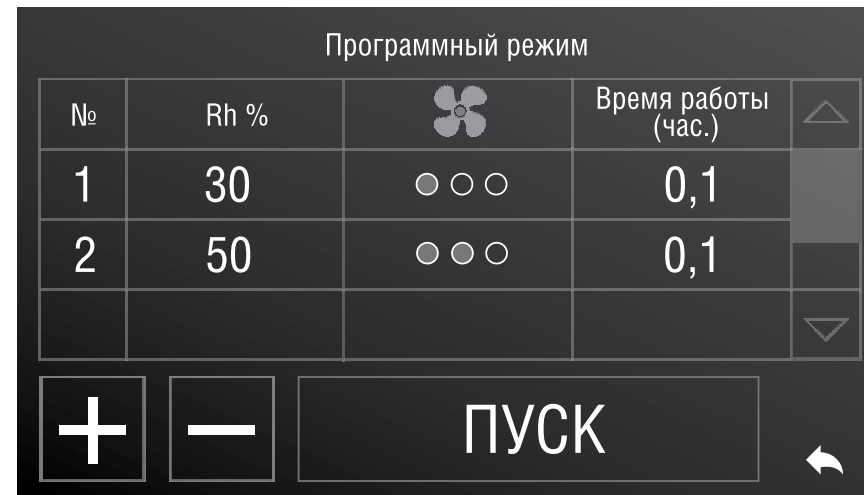 Программный режим
№ Rh % Время работы (час.)
1 30 0,1
2 50 0,1
ПУСК